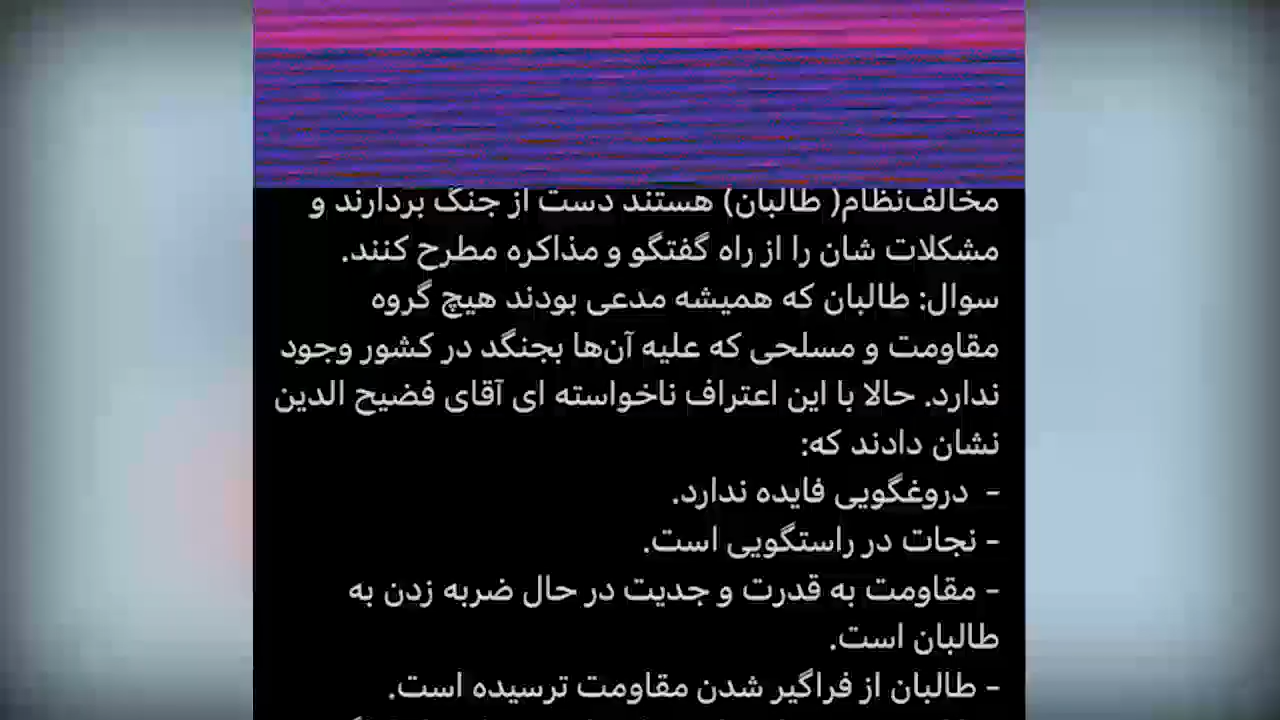 مخالف‌نظام( طالبان) هستند دست از جنگ بردارند و
مشکلات شان را از راه گفتگو و مذاکره مطرح کنند.
سوال: طالبان که همیشه مدعی بودند هیچ گروه
مقاومت و مسلحی که علیه آن‌ها بجنگد در کشور وجود
ندارد. حالا با این اعتراف ناخواسته ای آقای فضیح الدین
نشان دادند که:
- دروغگویی فایده ندارد.
- نجات در راستگویی است.
- مقاومت به قدرت و جدیت در حال ضربه زدن به
طالبان است.
- طالبان از فراگیر شدن مقاومت ترسیده است.